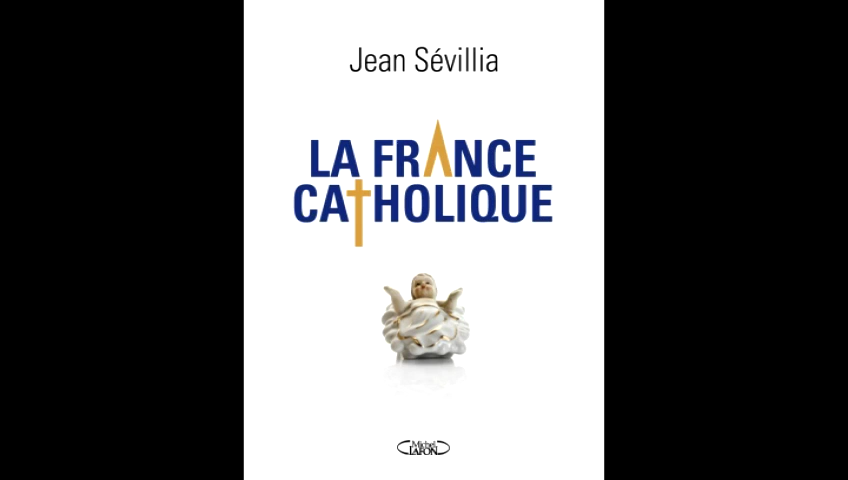 Jean Sévillia
LA FRANCE
CATHOLIQUE
Michel
LAFON